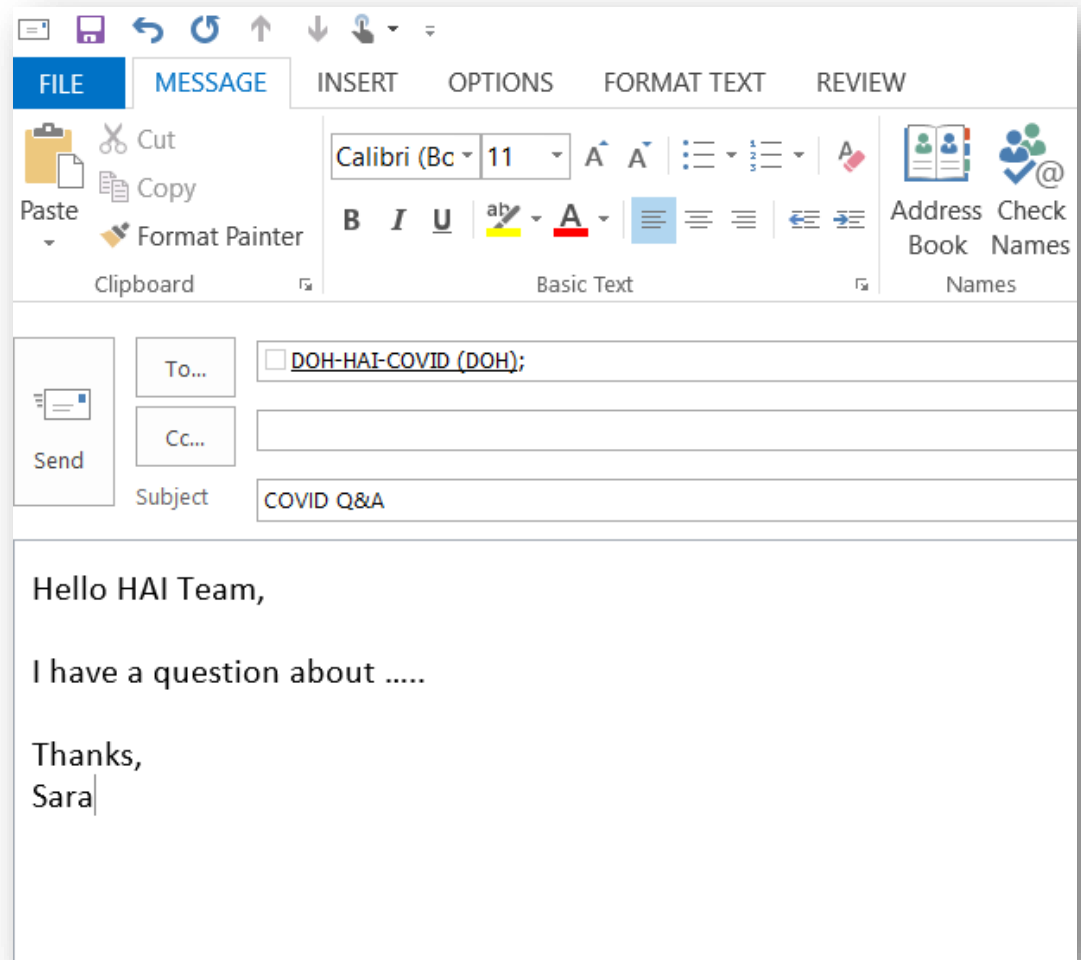 FILE MESSAGE INSERT OPTIONS FORMAT TEXT REVIEW
Cut
Copy
Paste
Format Painter
Clipboard
Calibri (Bc 11
B I U
Basic Text
Address Book
Check Names
Names
Send
To... DOH-HAI-COVID (DOH);
Cc...
Subject COVID Q&A
Hello HAI Team,
I have a question about .....
Thanks,
Sara